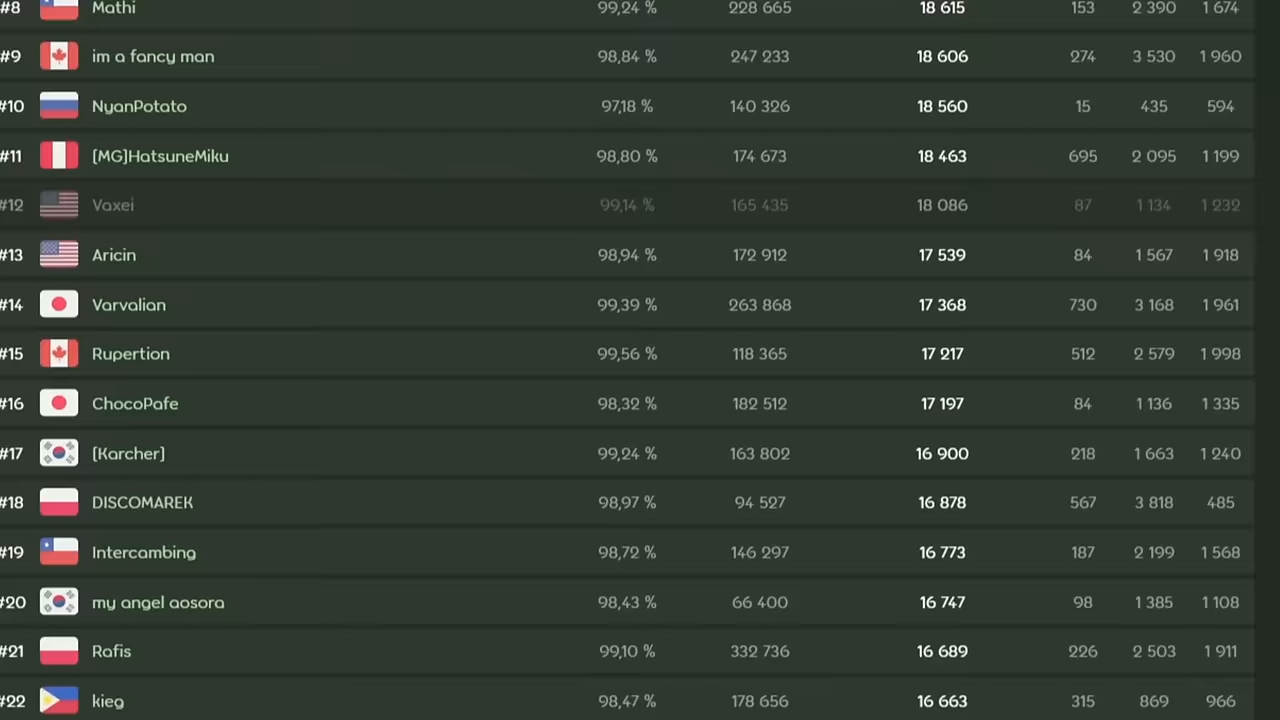 #8 Mathi 99,24 % 228 665 18 615 153 2 390 1 674
#9 im a fancy man 98,84 % 247 233 18 606 274 3 530 1 960
#10 NyanPotato 97,18 % 140 326 18 560 15 435 594
#11 [MG]HatsuneMiku 98,80 % 174 673 18 463 695 2 095 1 199
#12 Vaxei 99,14 % 165 435 18 086 87 1 134 1 232
#13 Aricin 98,94 % 172 912 17 539 84 1 567 1 918
#14 Varvalian 99,39 % 263 868 17 368 730 3 168 1 961
#15 Rupertion 99,56 % 118 365 17 217 512 2 579 1 998
#16 ChocoPafe 98,32 % 182 512 17 197 84 1 136 1 335
#17 [Karcher] 99,24 % 163 802 16 900 218 1 663 1 240
#18 DISCOMAREK 98,97 % 94 527 16 878 567 3 818 485
#19 Intercambing 98,72 % 146 297 16 773 187 2 199 1 568
#20 my angel aosora 98,43 % 66 400 16 747 98 1 385 1 108
#21 Rafis 99,10 % 332 736 16 689 226 2 503 1 911
#22 kieg 98,47 % 178 656 16 663 315 869 966